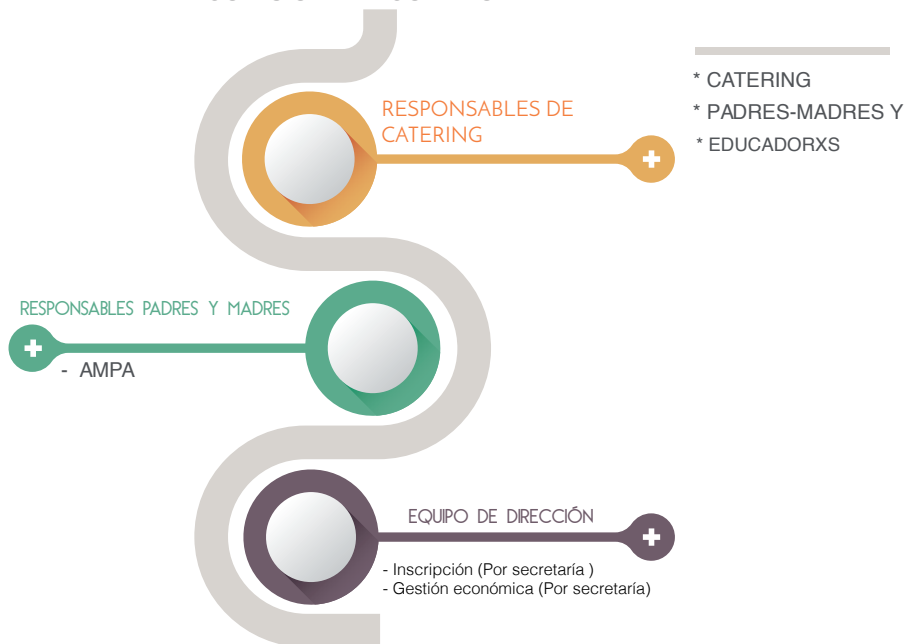 RESPONSABLES DE
CATERING
* CATERING
* PADRES-MADRES Y
* EDUCADORXS
RESPONSABLES PADRES Y MADRES
- AMPA
EQUIPO DE DIRECCIÓN
- Inscripción (Por secretaría )
- Gestión económica (Por secretaría)